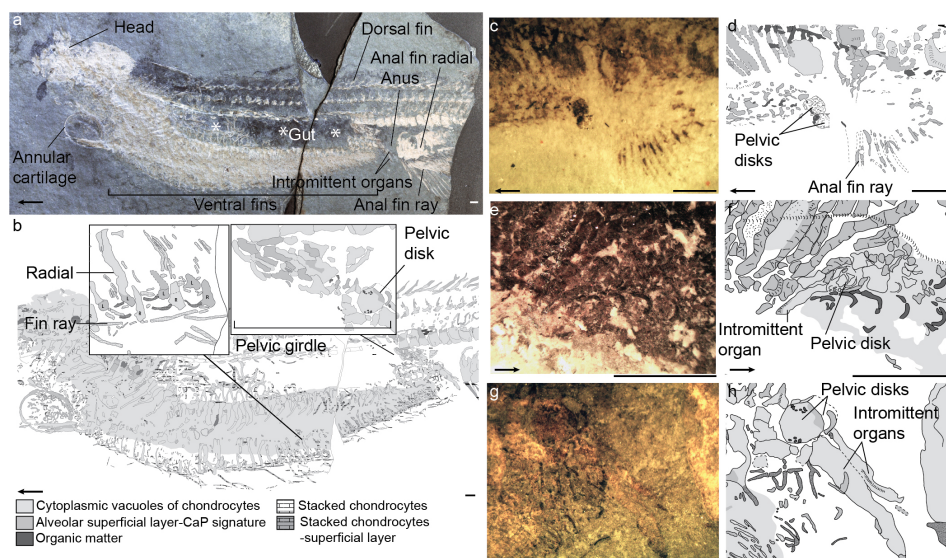 a
Head
Dorsal fin
Anal fin radial
Anus
* *Gut *
Annular
cartilage
Intromittent organs
Ventral fins
Anal fin ray
b
Radial
Fin ray
Pelvic
disk
Pelvic girdle
Cytoplasmic vacuoles of chondrocytes
Alveolar superficial layer-CaP signature
Organic matter
Stacked chondrocytes
Stacked chondrocytes
-superficial layer
c
d
Pelvic
disks
Anal fin ray
e
f
Intromittent
organ
Pelvic disk
g
h
Pelvic disks
Intromittent
organs